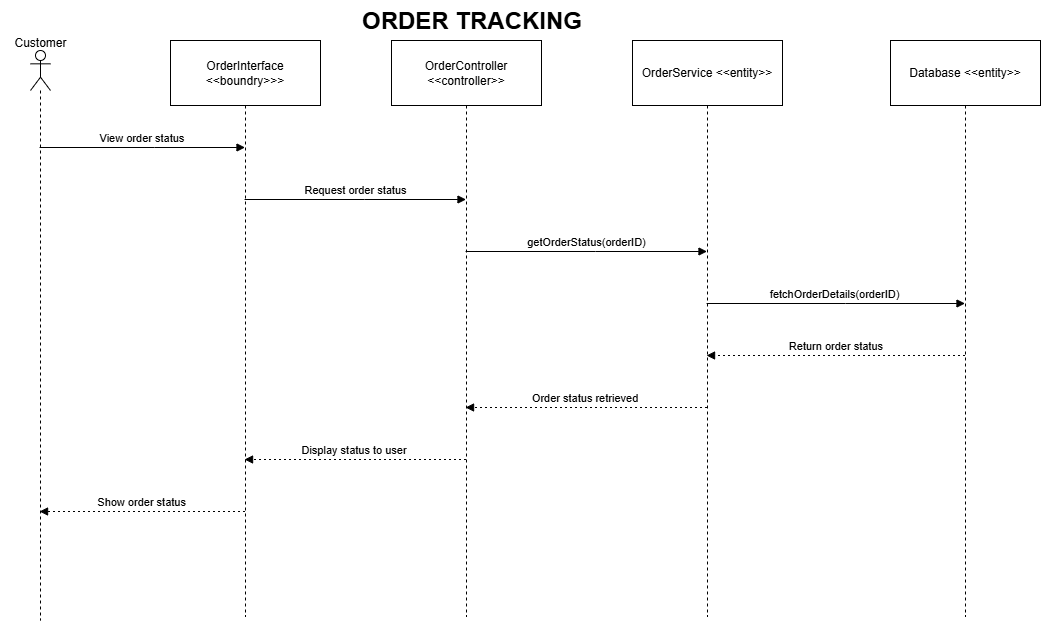 ORDER TRACKING
Customer
OrderInterface
<<boundry>>>
OrderController
<<controller>>
OrderService <<entity>>
Database <<entity>>
View order status
Request order status
getOrderStatus(orderID)
fetchOrderDetails(orderID)
Return order status
Order status retrieved
Display status to user
Show order status